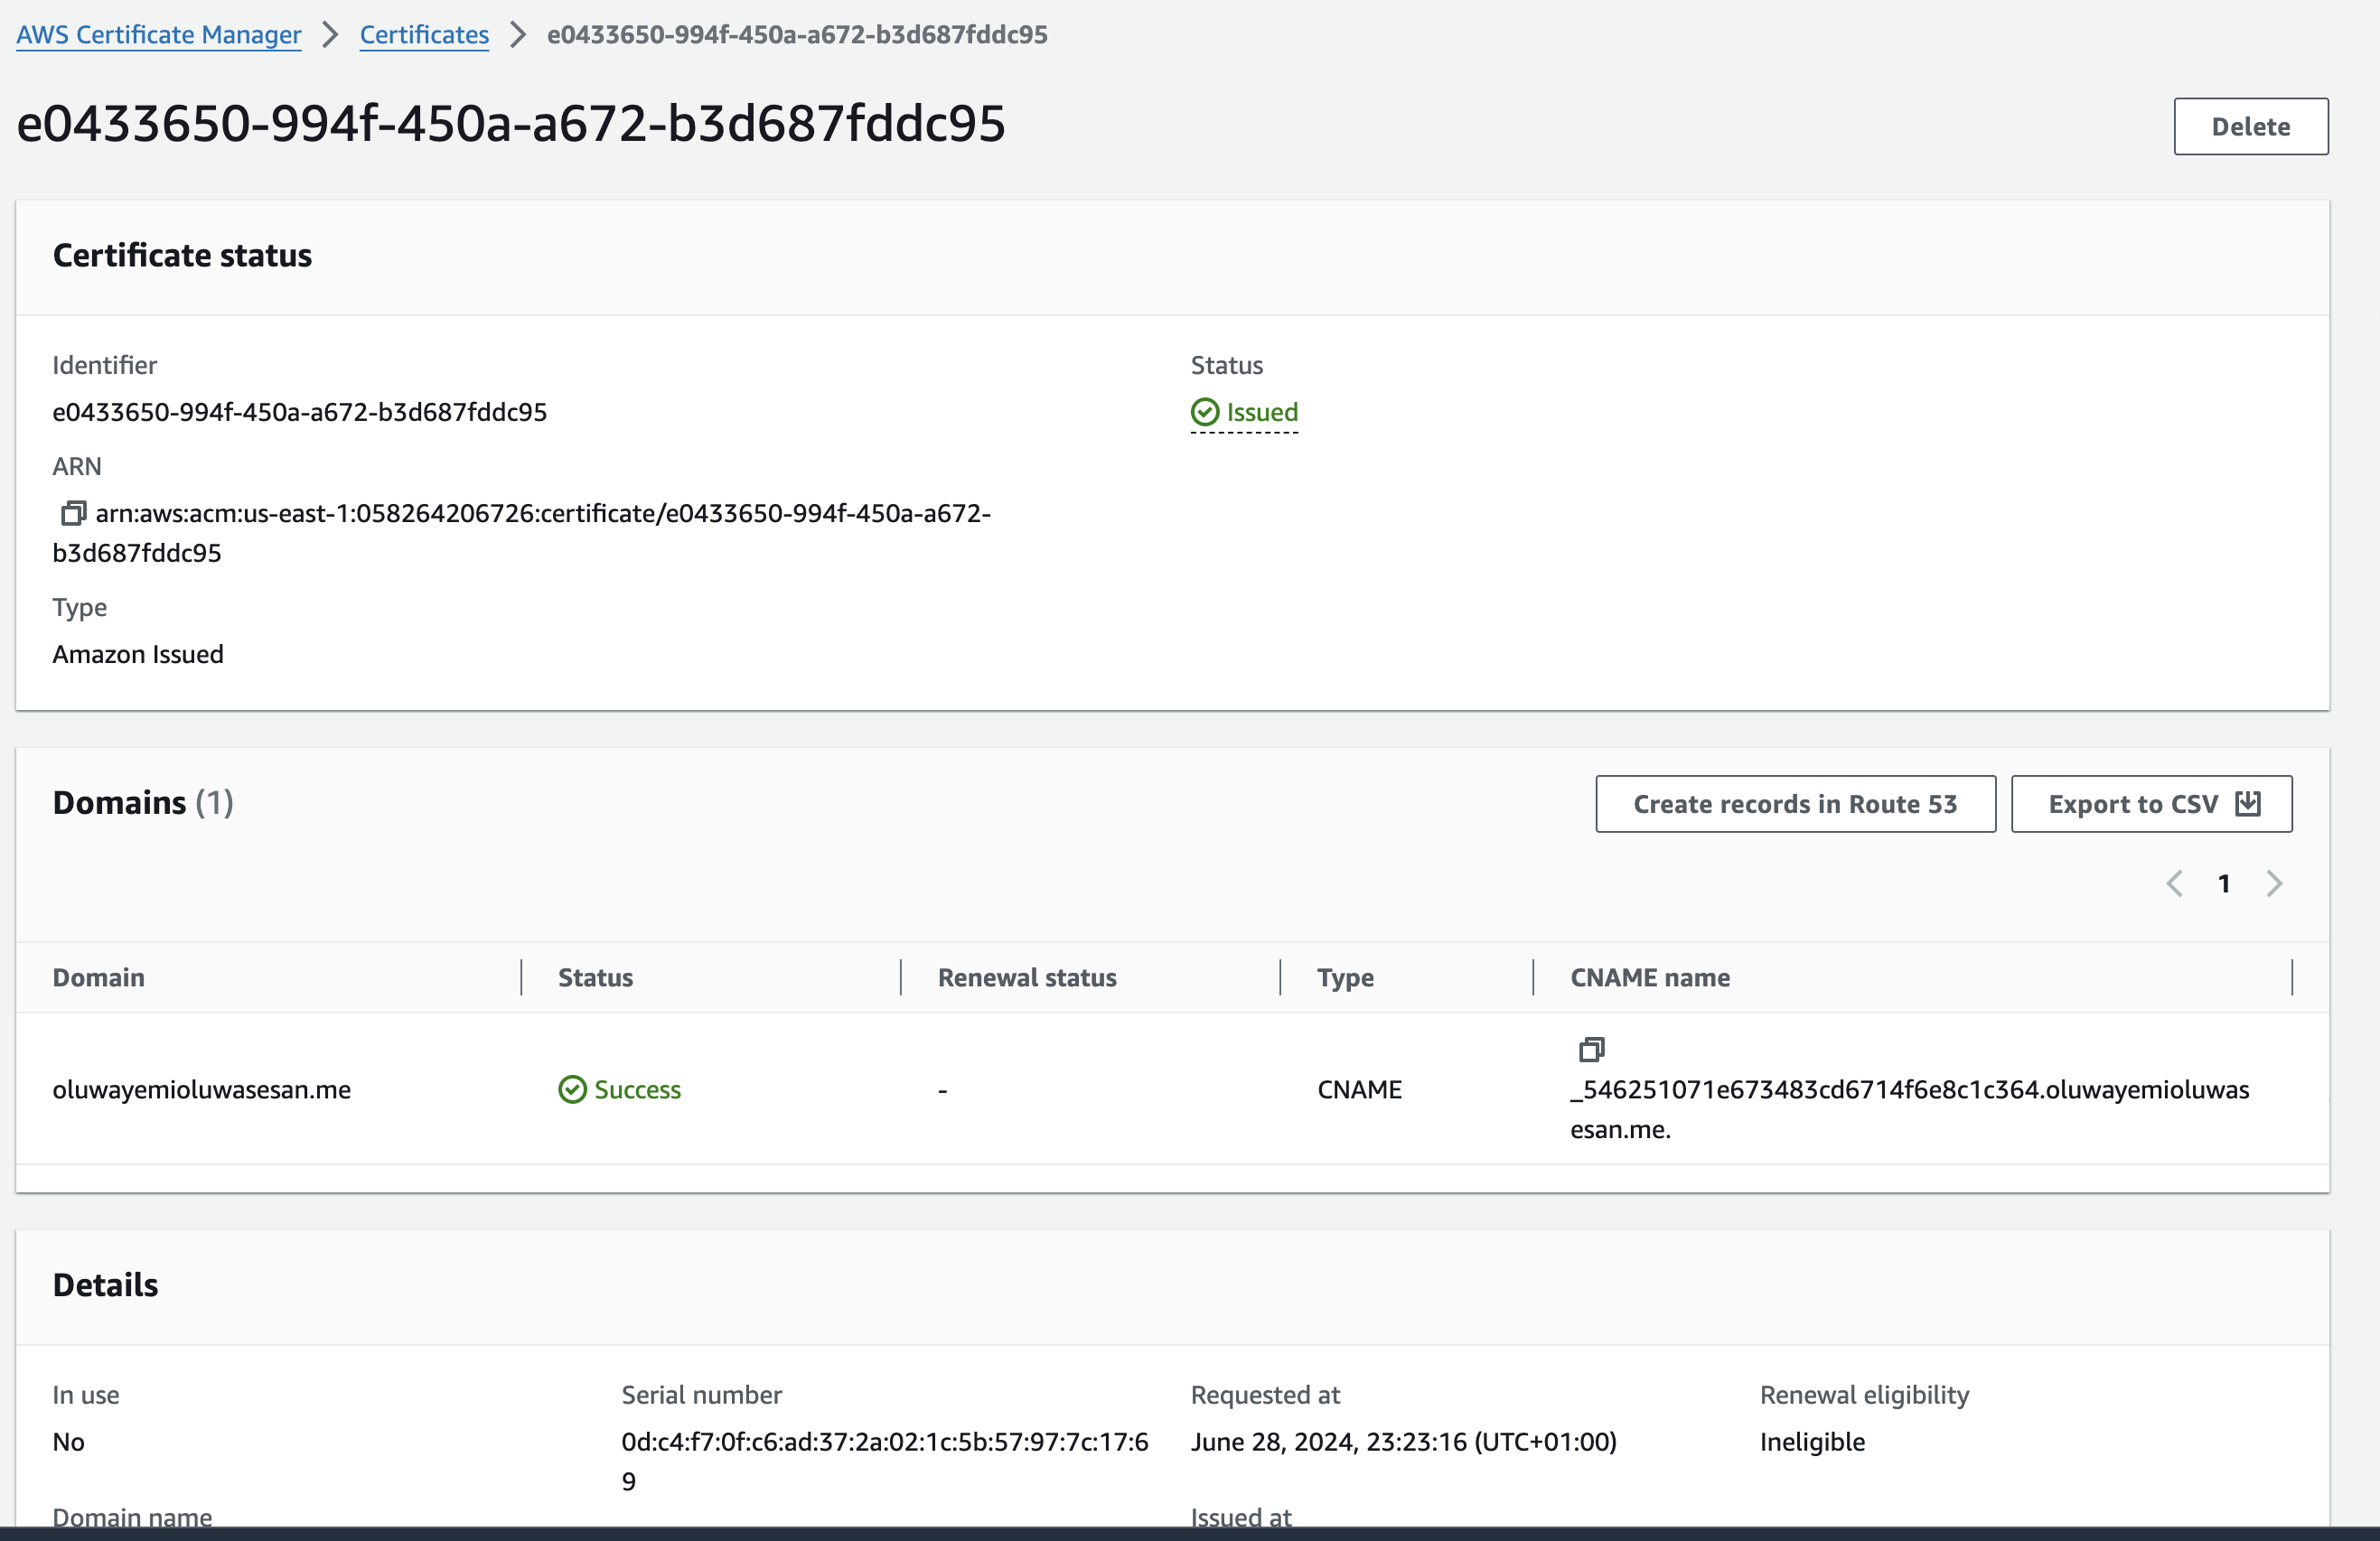 AWS Certificate Manager > Certificates > e0433650-994f-450a-a672-b3d687fddc95
e0433650-994f-450a-a672-b3d687fddc95
Delete
Certificate status
Identifier
e0433650-994f-450a-a672-b3d687fddc95
Status
Issued
ARN
arn:aws:acm:us-east-1:058264206726:certificate/e0433650-994f-450a-a672-
b3d687fddc95
Type
Amazon Issued
Domains (1)
Create records in Route 53
Export to CSV
1
Domain Status Renewal status Type CNAME name
oluwayemioluwasesan.me Success - CNAME _546251071e673483cd6714f6e8c1c364.oluwayemioluwas
esan.me.
Details
In use
No
Serial number
0d:c4:f7:0f:c6:ad:37:2a:02:1c:5b:57:97:7c:17:6
9
Requested at
June 28, 2024, 23:23:16 (UTC+01:00)
Renewal eligibility
Ineligible
Domain name
Issued at